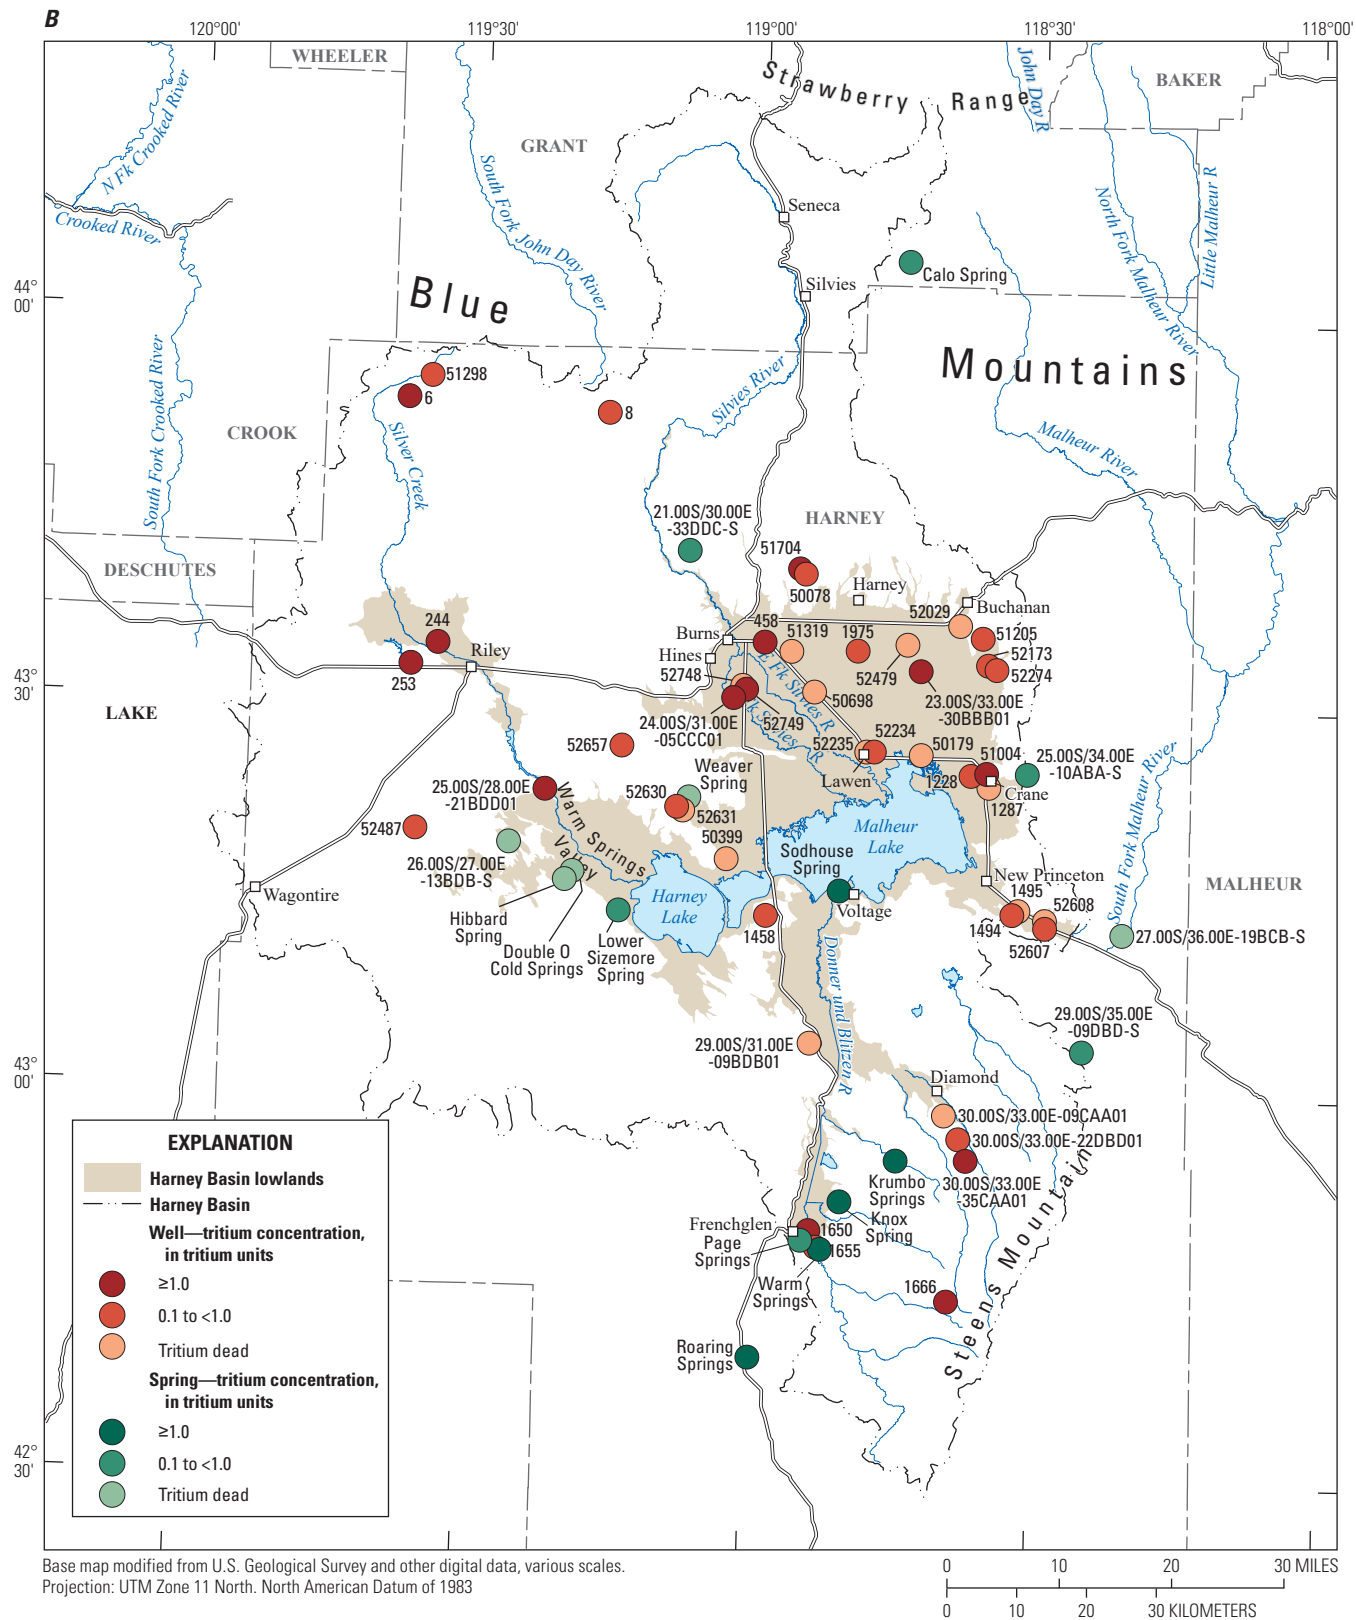 B
120°00'
119°30'
119°00'
118°30'
118°00'
WHEELER
Strawberry Range
John Day R
BAKER
N Fk Crooked River
GRANT
South Fork John Day River
North Fork Malheur River
Little Malheur R
Crooked River
Seneca
Calo Spring
44°
00'
Blue
Silvies
Mountains
South Fork Crooked River
51298
6
8
Silvies River
CROOK
Silver Creek
Malheur River
21.00S/30.00E
-33DDC-S
HARNEY
51704
50078
Harney
DESCHUTES
52029
Buchanan
244
Burns
458
51319
1975
51205
Riley
Hines
52173
253
52748
E Fk Silvies R
52479
52274
43°
30'
LAKE
50698
23.00S/33.00E
-30BBB01
24.00S/31.00E
-05CCC01
52749
52657
52234
52235
50179
51004
25.00S/34.00E
-10ABA-S
Weaver
Spring
Lawen
1228
Crane
25.00S/28.00E
-21BDD01
52630
1287
52631
Warm Springs
Valley
52487
50399
Malheur
Lake
South Fork Malheur River
26.00S/27.00E
-13BDB-S
Sodhouse
Spring
New Princeton
MALHEUR
Wagontire
Harney
Lake
1495
52608
Hibbard
Spring
Voltage
Double O
Cold Springs
Lower
Sizemore
Spring
1458
1494
52607
27.00S/36.00E-19BCB-S
Donner und Blitzen R
29.00S/35.00E
-09DBD-S
29.00S/31.00E
-09BDB01
43°
00'
Diamond
30.00S/33.00E-09CAA01
30.00S/33.00E-22DBD01
30.00S/33.00E
-35CAA01
Krumbo
Springs
Knox
Spring
Frenchglen
1650
Page
Springs
1655
Warm
Springs
1666
Steens Mountain
Roaring
Springs
EXPLANATION
Harney Basin lowlands
Harney Basin
Well—tritium concentration,
in tritium units
≥1.0
0.1 to <1.0
Tritium dead
Spring—tritium concentration,
in tritium units
≥1.0
0.1 to <1.0
Tritium dead
42°
30'
Base map modified from U.S. Geological Survey and other digital data, various scales.
Projection: UTM Zone 11 North. North American Datum of 1983
0 10 20 30 MILES
0 10 20 30 KILOMETERS